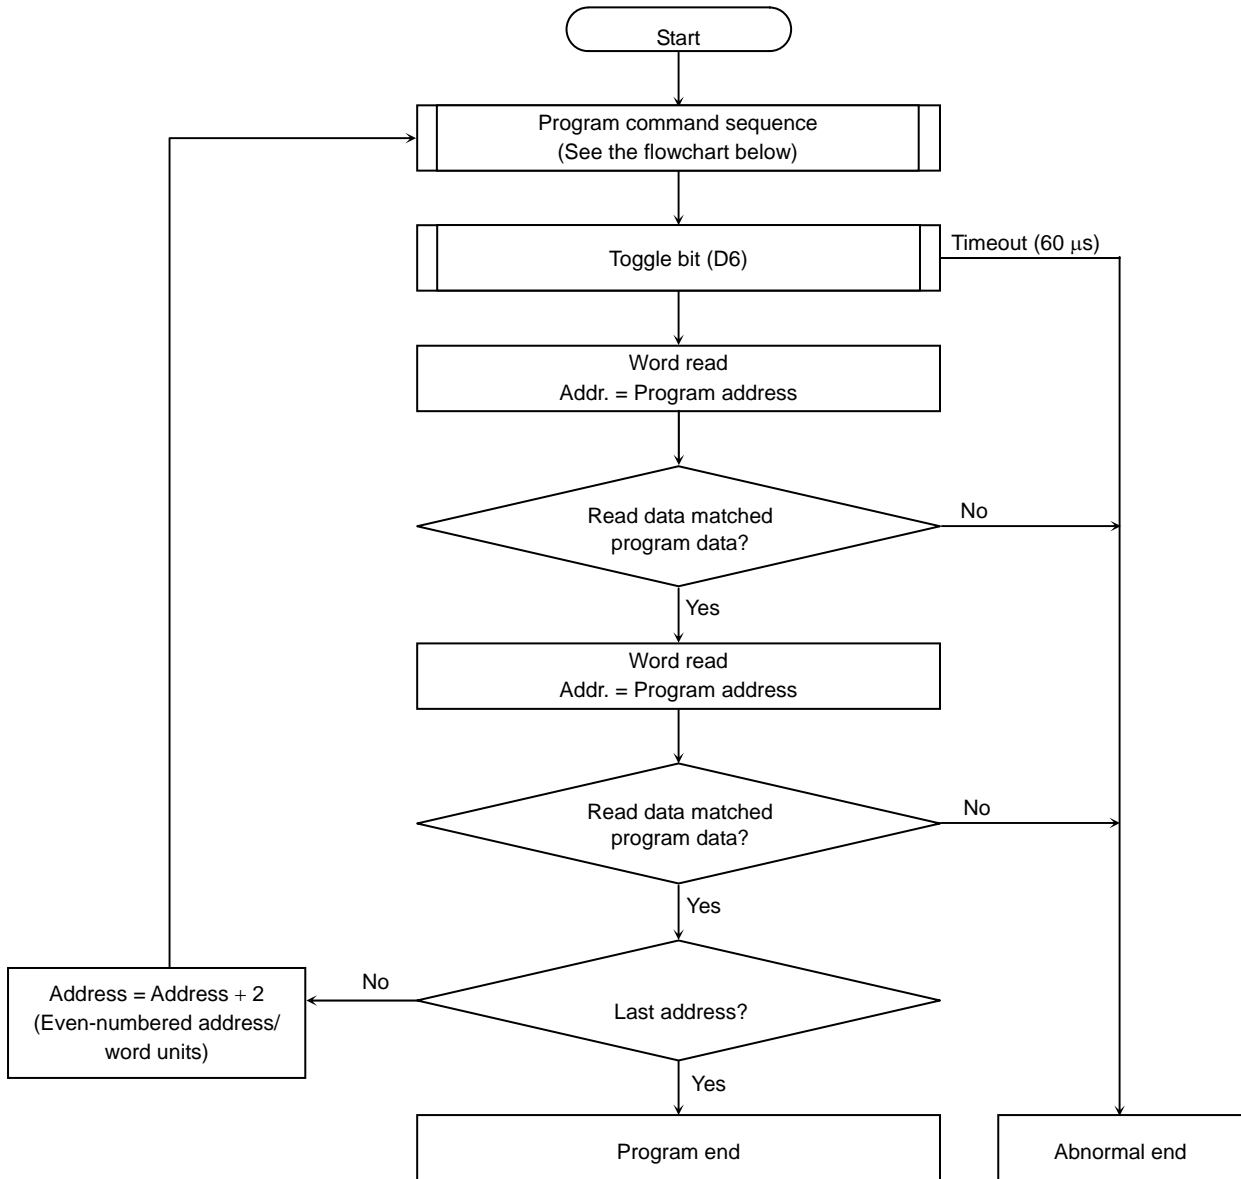 Start
Program command sequence
(See the flowchart below)
Toggle bit (D6)
Timeout (60 μs)
Word read
Addr. = Program address
Read data matched
program data?
No
Yes
Word read
Addr. = Program address
Read data matched
program data?
No
Yes
Last address?
No
Address = Address + 2
(Even-numbered address/
word units)
Yes
Program end
Abnormal end